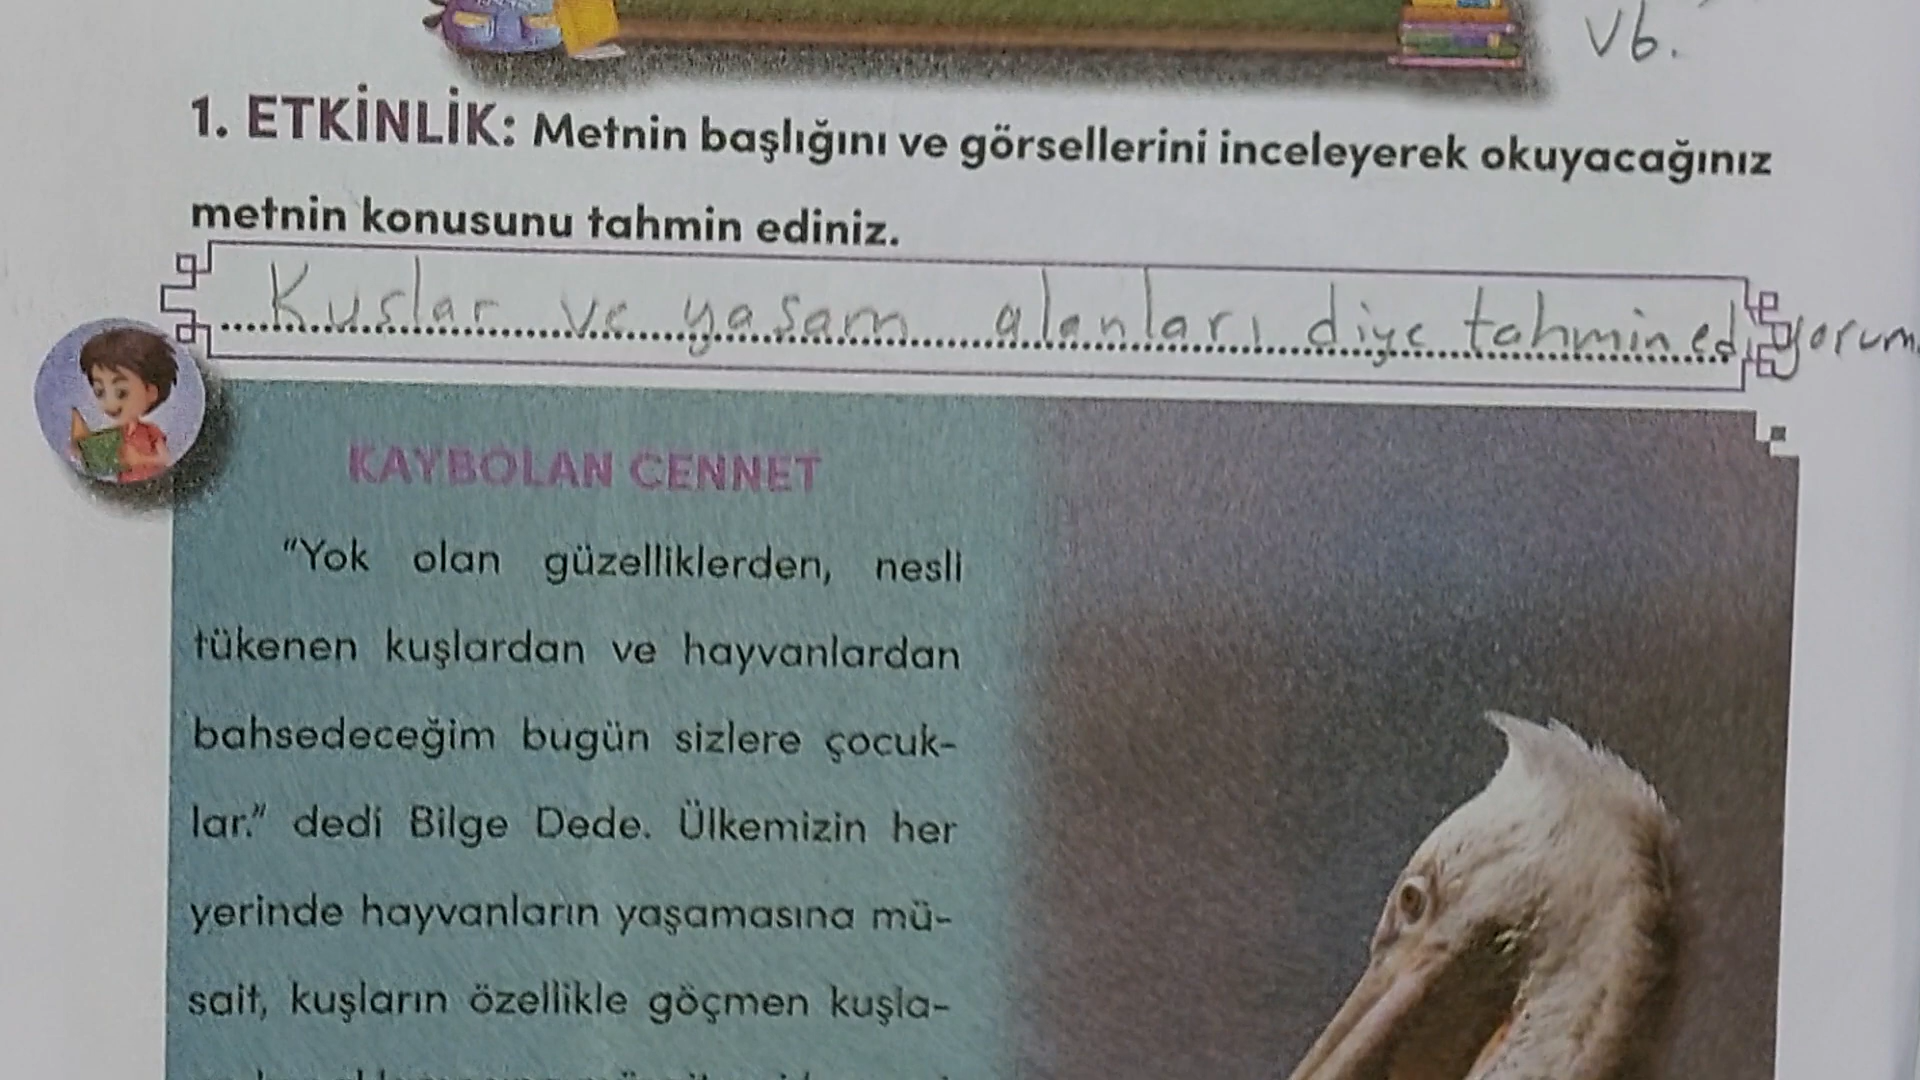 vb.
1. ETKİNLİK: Metnin başlığını ve görsellerini inceleyerek okuyacağınız
metnin konusunu tahmin ediniz.
Kuslar ve yasam alanları diye tahmin ediyorum.
KAYBOLAN CENNET
“Yok olan güzelliklerden, nesli
tükenen kuşlardan ve hayvanlardan
bahsedeceğim bugün sizlere çocuk-
lar.” dedi Bilge Dede. Ülkemizin her
yerinde hayvanların yaşamasına mü-
sait, kuşların özellikle göçmen kuşla-